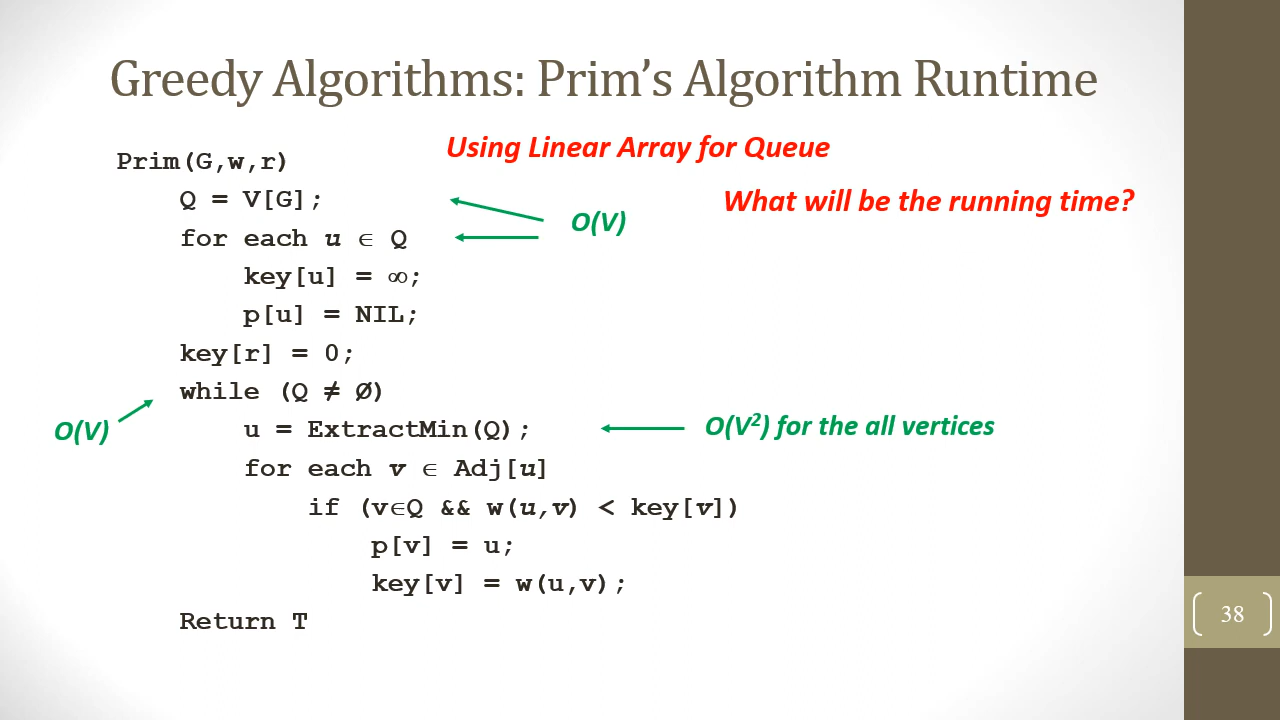 Greedy Algorithms: Prim's Algorithm Runtime
Using Linear Array for Queue
Prim(G,w,r)
Q = V[G];
What will be the running time?
O(V)
for each u ∈ Q
key[u] = ∞;
p[u] = NIL;
key[r] = 0;
while (Q ≠ Ø)
O(V)
u = ExtractMin(Q);
O(V²) for the all vertices
for each v ∈ Adj[u]
if (v∈Q && w(u,v) < key[v])
p[v] = u;
key[v] = w(u,v);
Return T
38